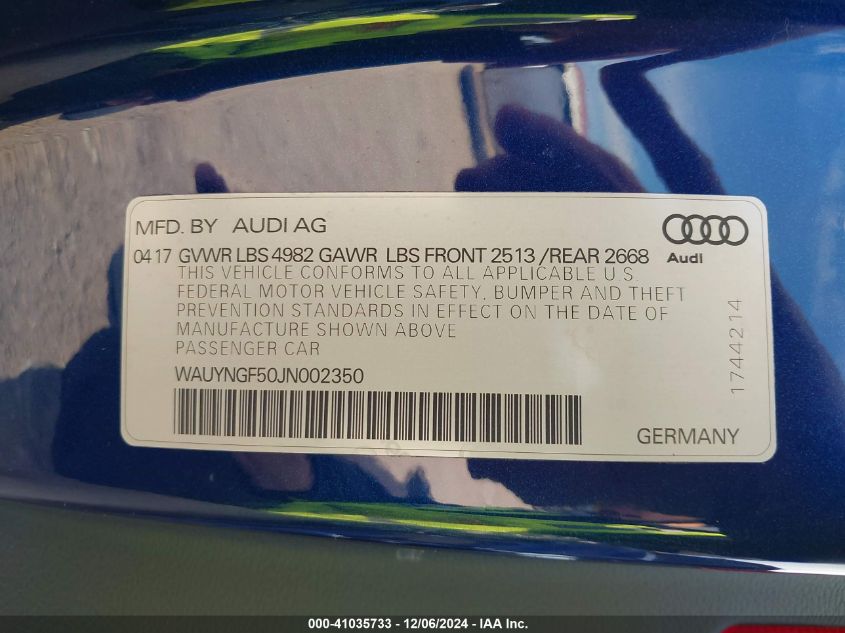 MFD. BY AUDI AG
0417 GVWR LBS 4982 GAWR LBS FRONT 2513 /REAR 2668
Audi
THIS VEHICLE CONFORMS TO ALL APPLICABLE U S
FEDERAL MOTOR VEHICLE SAFETY, BUMPER AND THEFT
PREVENTION STANDARDS IN EFFECT ON THE DATE OF
MANUFACTURE SHOWN ABOVE
PASSENGER CAR
WAUYNGF50JN002350
1744214
GERMANY
000-41035733 - 12/06/2024 - IAA Inc.